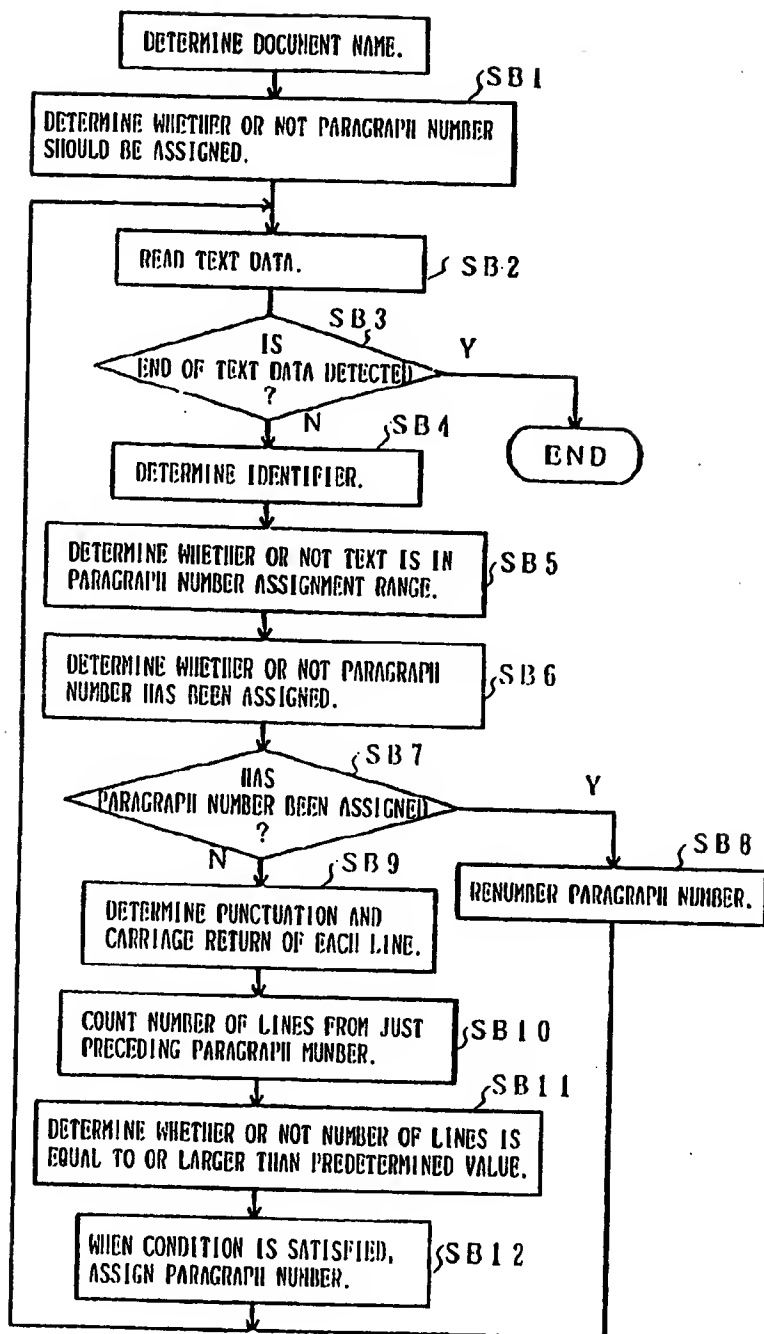 DETERMINE DOCUMENT NAME.
SB1
DETERMINE WHETHER OR NOT PARAGRAPH NUMBER
SHOULD BE ASSIGNED.
READ TEXT DATA.
SB2
SB3
IS
END OF TEXT DATA DETECTED
?
Y
N
END
SB4
DETERMINE IDENTIFIER.
DETERMINE WHETHER OR NOT TEXT IS IN
PARAGRAPH NUMBER ASSIGNMENT RANGE.
SB5
DETERMINE WHETHER OR NOT PARAGRAPH
NUMBER HAS BEEN ASSIGNED.
SB6
SB7
HAS
PARAGRAPH NUMBER BEEN ASSIGNED
?
Y
N
SB8
RENUMBER PARAGRAPH NUMBER.
SB9
DETERMINE PUNCTUATION AND
CARRIAGE RETURN OF EACH LINE.
COUNT NUMBER OF LINES FROM JUST
PRECEDING PARAGRAPH MUNBER.
SB10
SB11
DETERMINE WHETHER OR NOT NUMBER OF LINES IS
EQUAL TO OR LARGER THAN PREDETERMINED VALUE.
WHEN CONDITION IS SATISFIED,
ASSIGN PARAGRAPH NUMBER.
SB12